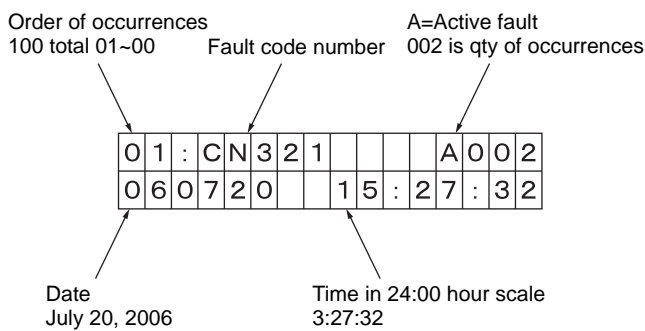 Order of occurrences
100 total 01~00
Fault code number
A=Active fault
002 is qty of occurrences
01:CN321 A002
060720 15:27:32
Date
July 20, 2006
Time in 24:00 hour scale
3:27:32